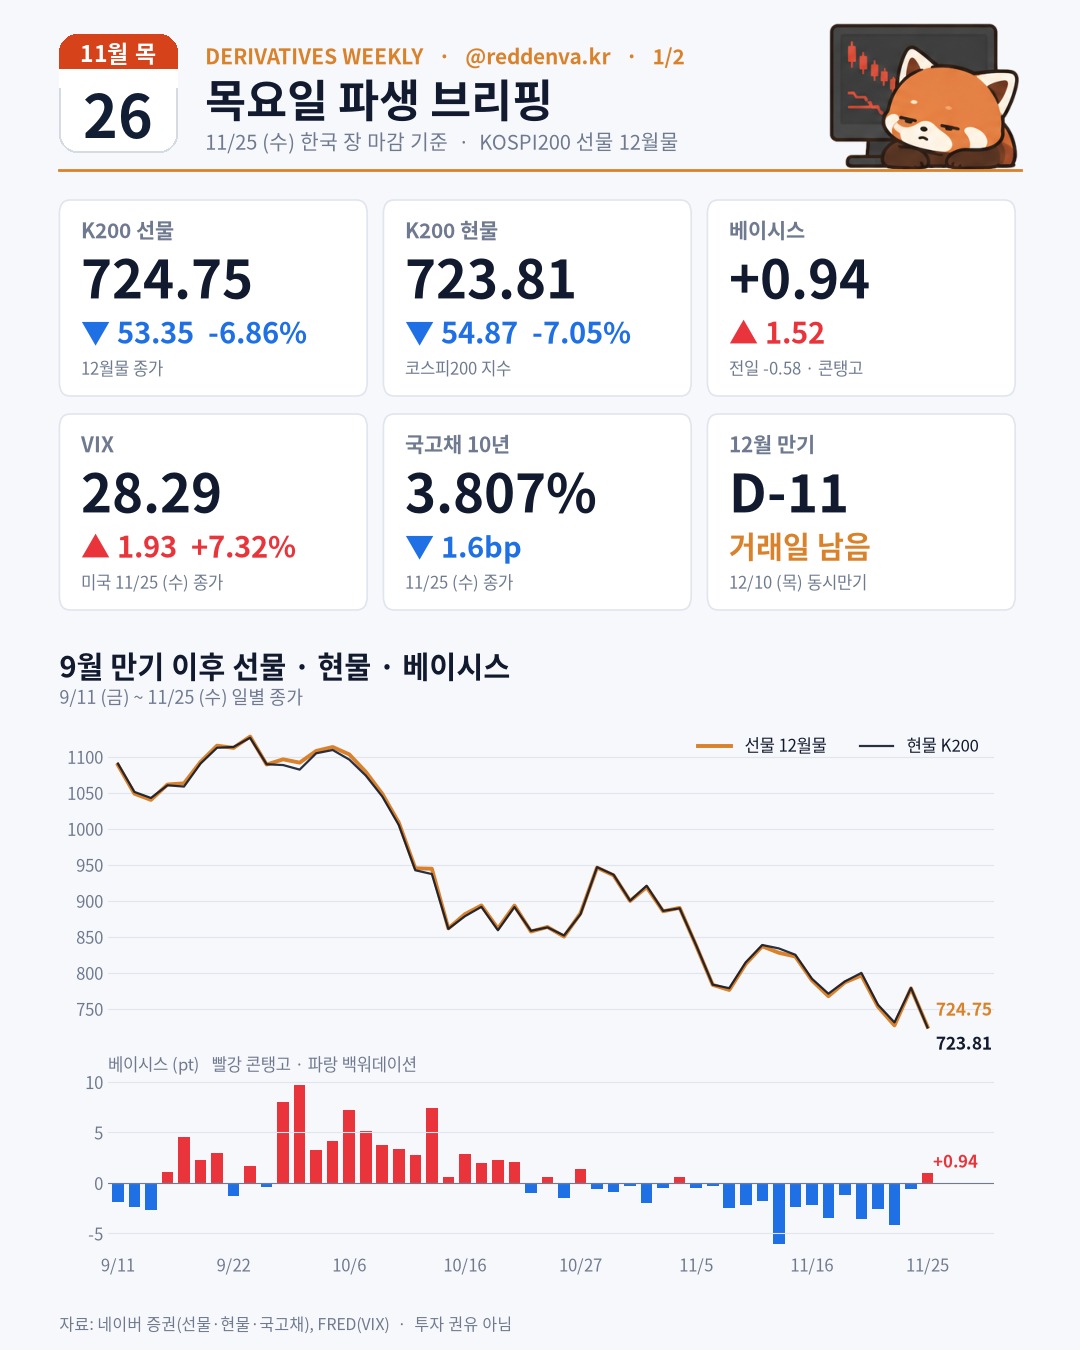 11월 목
26
DERIVATIVES WEEKLY · @reddenva.kr · 1/2
목요일 파생 브리핑
11/25 (수) 한국 장 마감 기준 · KOSPI200 선물 12월물
K200 선물
724.75
▼ 53.35 -6.86%
12월물 종가
K200 현물
723.81
▼ 54.87 -7.05%
코스피200 지수
베이시스
+0.94
▲ 1.52
전일 -0.58 · 콘탱고
VIX
28.29
▲ 1.93 +7.32%
미국 11/25 (수) 종가
국고채 10년
3.807%
▼ 1.6bp
11/25 (수) 종가
12월 만기
D-11
거래일 남음
12/10 (목) 동시만기
9월 만기 이후 선물 · 현물 · 베이시스
9/11 (금) ~ 11/25 (수) 일별 종가
선물 12월물 현물 K200
1100
1050
1000
950
900
850
800
750
724.75
723.81
베이시스 (pt) 빨강 콘탱고 · 파랑 백워데이션
10
5
0
-5
+0.94
9/11 9/22 10/6 10/16 10/27 11/5 11/16 11/25
자료: 네이버 증권(선물·현물·국고채), FRED(VIX) · 투자 권유 아님